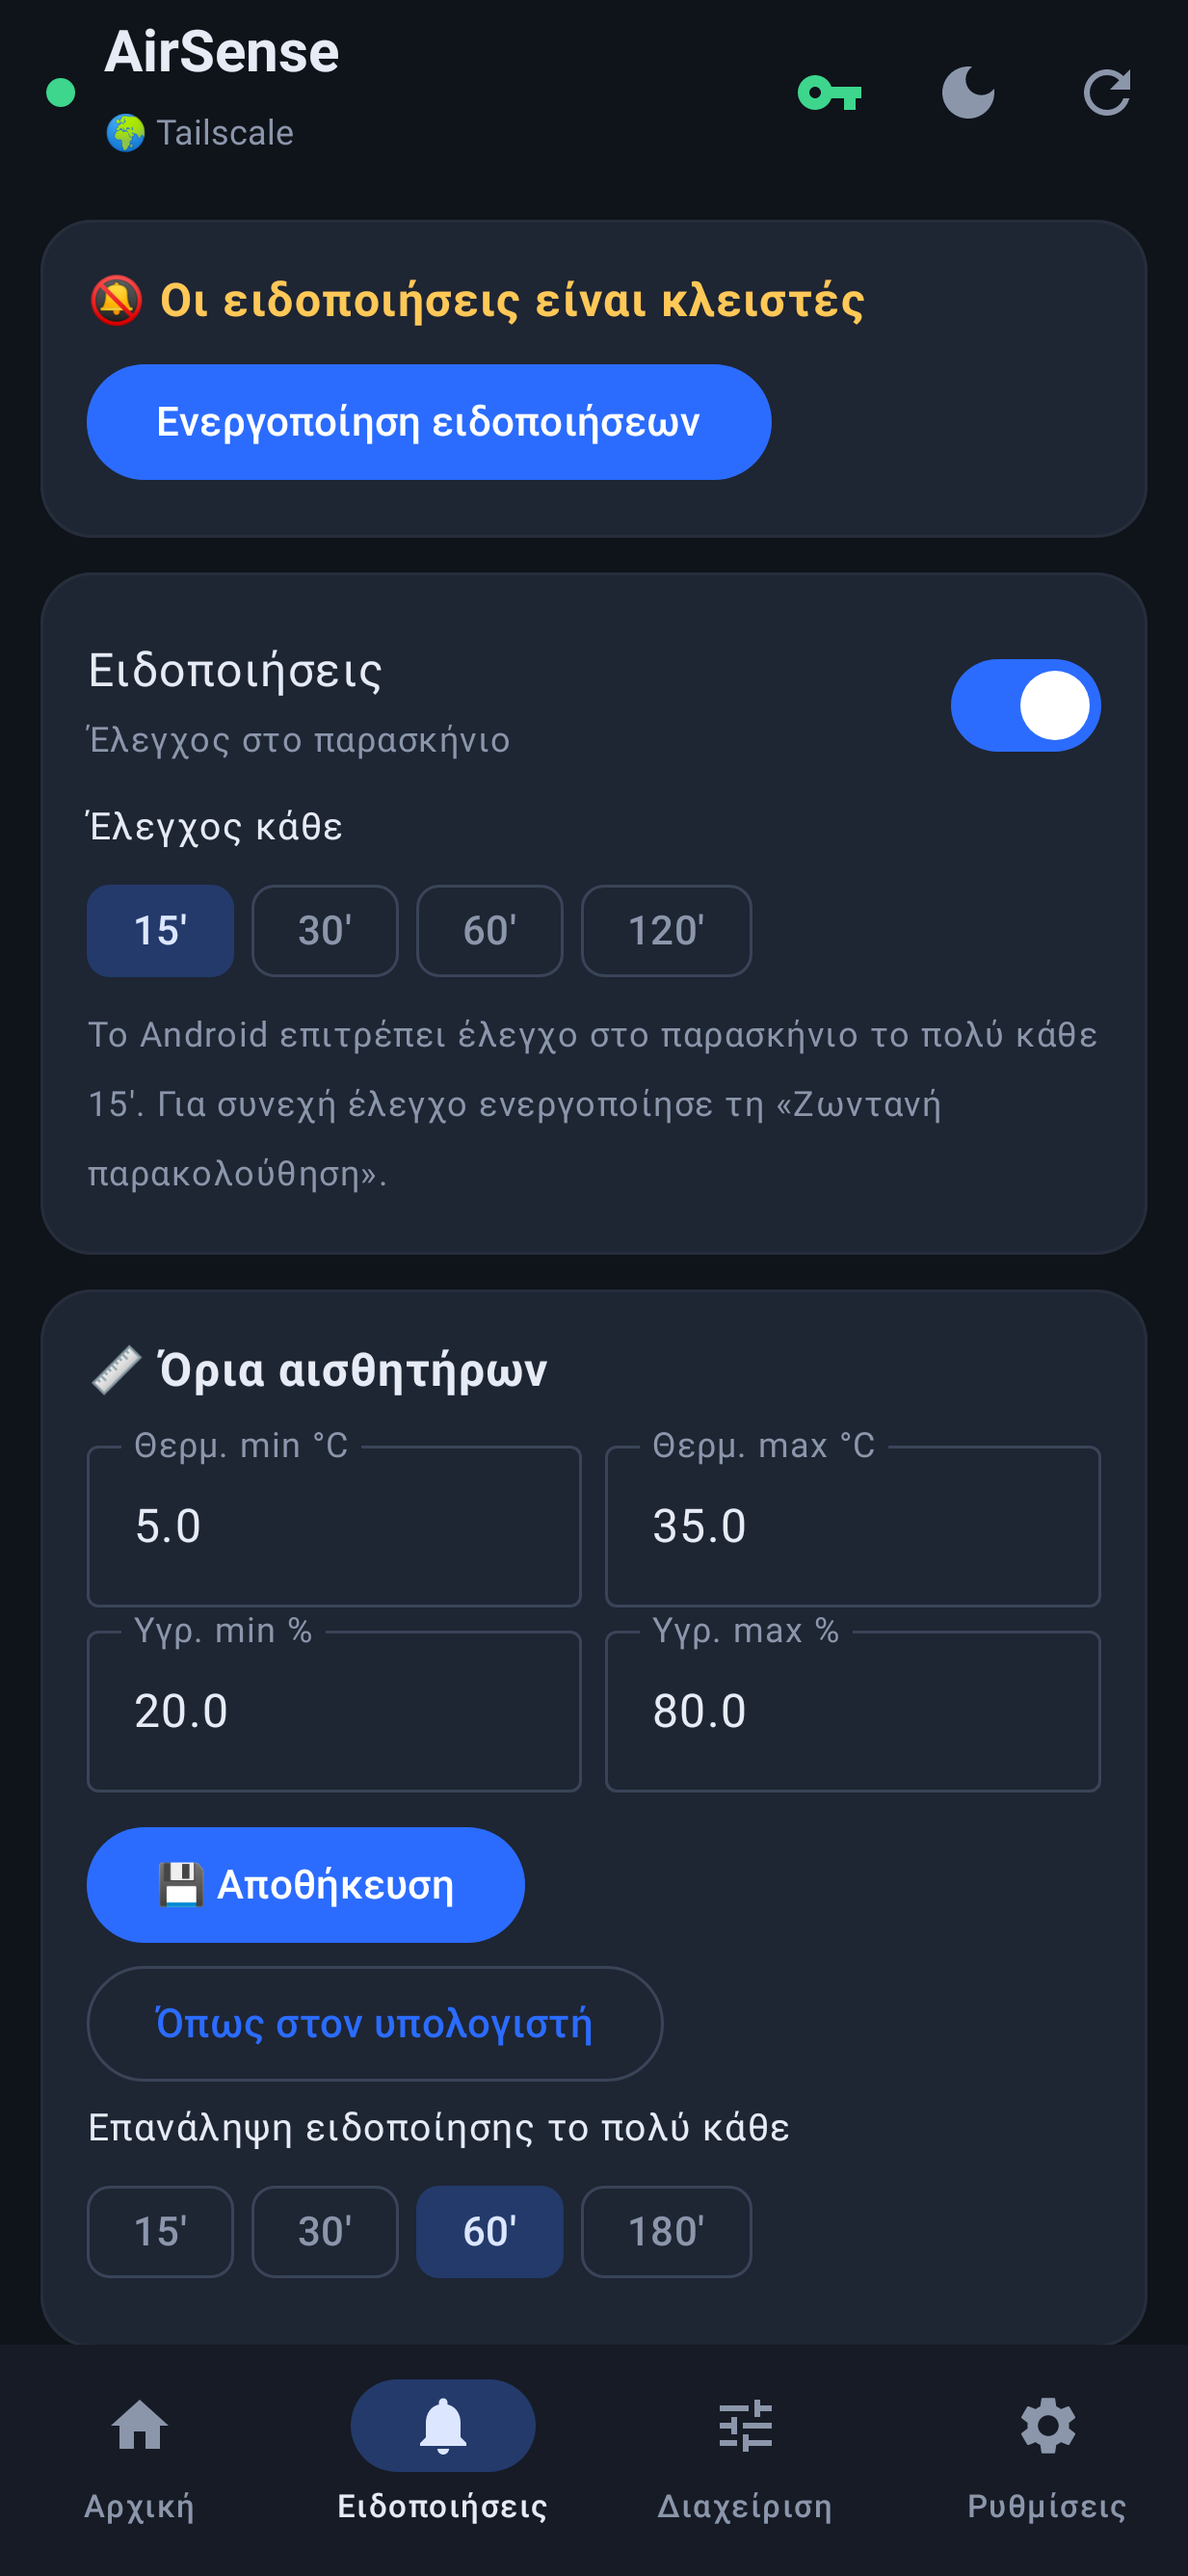 AirSense
🌍 Tailscale
🔕 Οι ειδοποιήσεις είναι κλειστές
Ενεργοποίηση ειδοποιήσεων
Ειδοποιήσεις
Έλεγχος στο παρασκήνιο
Έλεγχος κάθε
15' 30' 60' 120'
Το Android επιτρέπει έλεγχο στο παρασκήνιο το πολύ κάθε
15'. Για συνεχή έλεγχο ενεργοποίησε τη «Ζωντανή
παρακολούθηση».
📏 Όρια αισθητήρων
Θερμ. min °C Θερμ. max °C
5.0 35.0
Υγρ. min % Υγρ. max %
20.0 80.0
💾 Αποθήκευση
Όπως στον υπολογιστή
Επανάληψη ειδοποίησης το πολύ κάθε
15' 30' 60' 180'
Αρχική Ειδοποιήσεις Διαχείριση Ρυθμίσεις